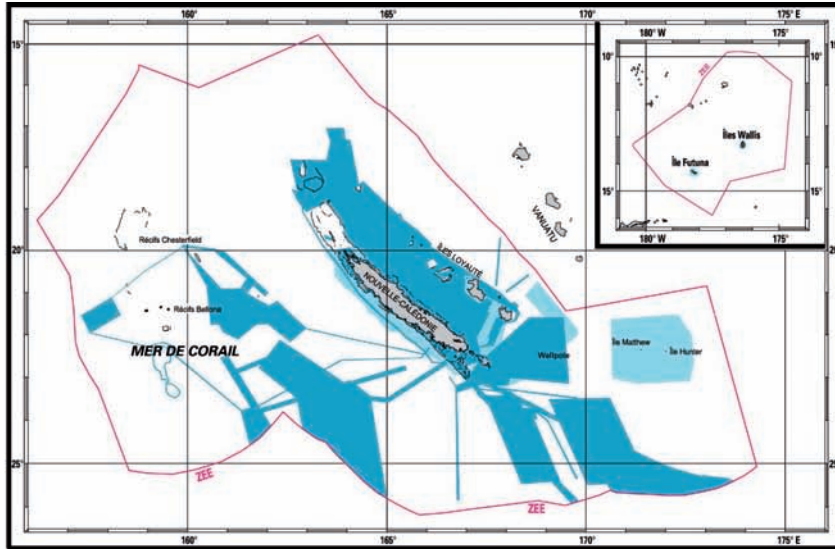 160° 165° 170° 175° E
15°
20°
25°
180° W 175°
10°
15°
180° 175°
ZEE
Îles Wallis
Île Futuna
VANUATU
ÎLES LOYAUTÉ
NOUVELLE-CALÉDONIE
Récifs Chesterfield
Récifs Bellona
MER DE CORAIL
Wallpole
Île Matthew
Île Hunter
ZEE
ZEE
160° 165° 170°